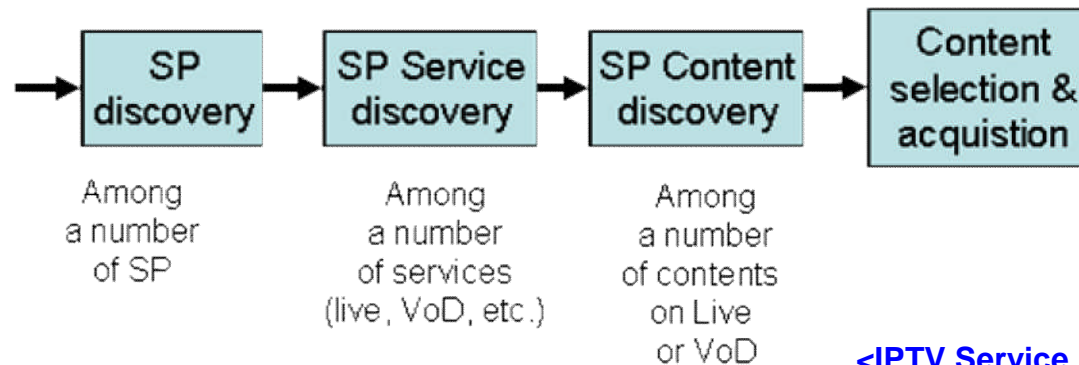 SP
discovery
SP Service
discovery
SP Content
discovery
Content
selection &
acquistion
Among
a number
of SP
Among
a number
of services
(live, VoD, etc.)
Among
a number
of contents
on Live
or VoD
<IPTV Service